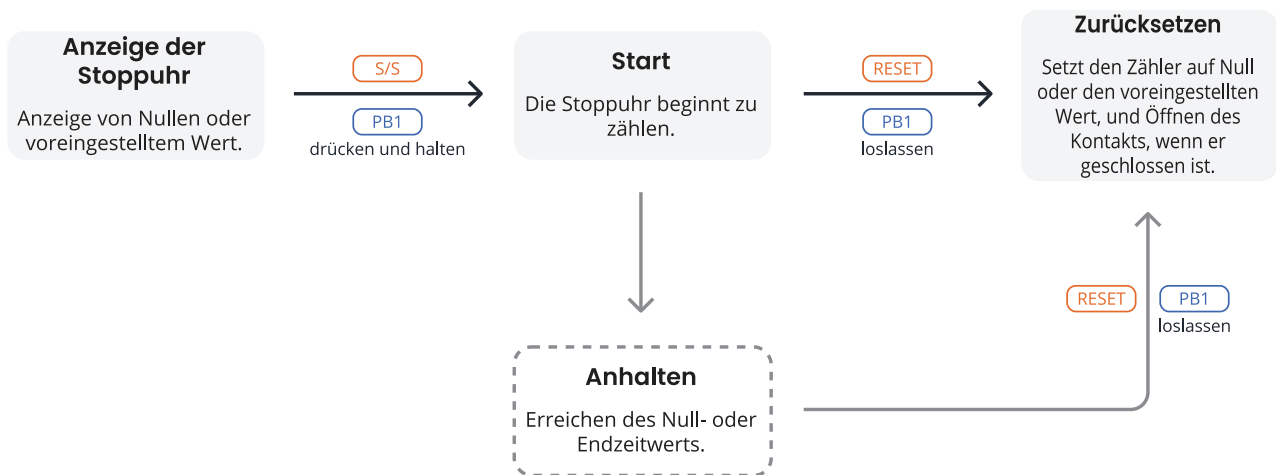 Anzeige der
Stoppuhr
Anzeige von Nullen oder
voreingestelltem Wert.
S/S
PB1
drücken und halten
Start
Die Stoppuhr beginnt zu
zählen.
RESET
PB1
loslassen
Zurücksetzen
Setzt den Zähler auf Null
oder den voreingestellten
Wert, und Öffnen des
Kontakts, wenn er
geschlossen ist.
RESET
PB1
loslassen
Anhalten
Erreichen des Null- oder
Endzeitwerts.